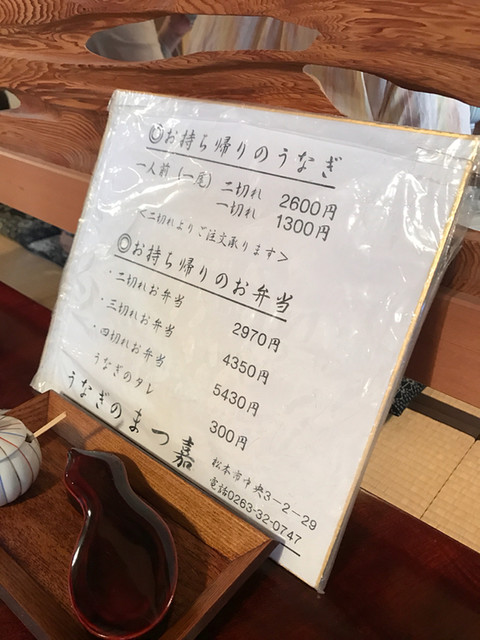 ◎お持ち帰りのうなぎ
一人前(一尾) 二切れ 2600円
一切れ 1300円
<二切れよりご注文承ります>
◎お持ち帰りのお弁当
・二切れお弁当 2970円
・三切れお弁当 4350円
・四切れお弁当 5430円
うなぎのタレ 300円
うなぎのまつ嘉
松本市中央3-2-29
電話0263-32-0747